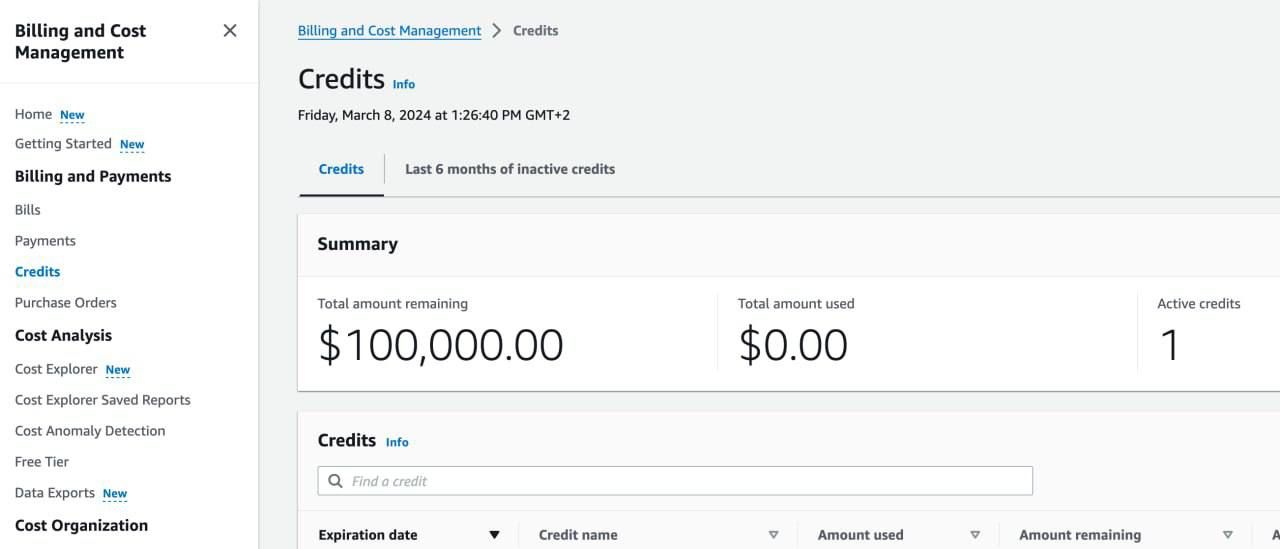 Billing and Cost
Management
Home New
Getting Started New
Billing and Payments
Bills
Payments
Credits
Purchase Orders
Cost Analysis
Cost Explorer New
Cost Explorer Saved Reports
Cost Anomaly Detection
Free Tier
Data Exports New
Cost Organization
Billing and Cost Management > Credits
Credits Info
Friday, March 8, 2024 at 1:26:40 PM GMT+2
Credits Last 6 months of inactive credits
Summary
Total amount remaining Total amount used Active credits
$100,000.00 $0.00 1
Credits Info
Find a credit
Expiration date Credit name Amount used Amount remaining